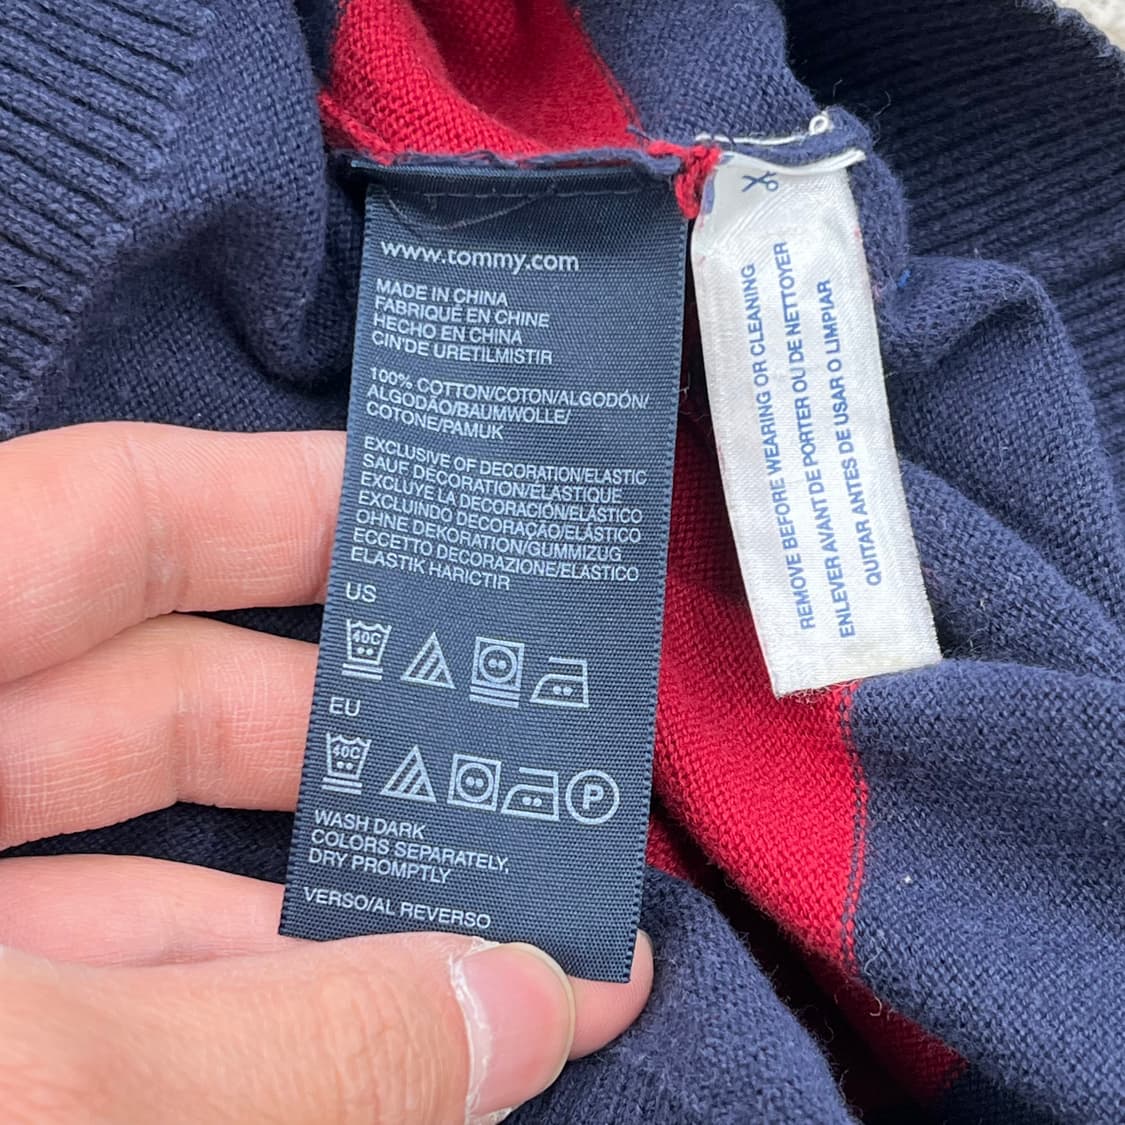 www.tommy.com
MADE IN CHINA
FABRIQUÉ EN CHINE
HECHO EN CHINA
CIN'DE URETILMISTIR
100% COTTON/COTON/ALGODÓN/
ALGODÃO/BAUMWOLLE/
COTONE/PAMUK
EXCLUSIVE OF DECORATION/ELASTIC
SAUF DÉCORATION/ÉLASTIQUE
EXCLUYE LA DECORACIÓN/ELÁSTICO
EXCLUINDO DECORAÇÃO/ELÁSTICO
OHNE DEKORATION/GUMMIZUG
ECCETTO DECORAZIONE/ELASTICO
ELASTIK HARICTIR
US
40C
EU
40C
P
WASH DARK
COLORS SEPARATELY,
DRY PROMPTLY
VERSO/AL REVERSO
REMOVE BEFORE WEARING OR CLEANING
ENLEVER AVANT DE PORTER OU DE NETTOYER
QUITAR ANTES DE USAR O LIMPIAR